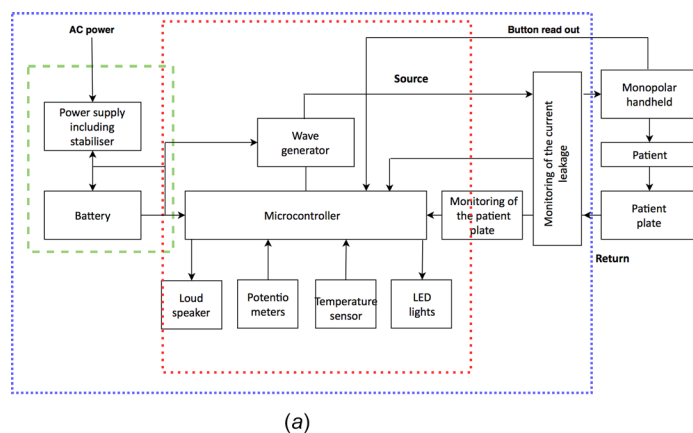 AC power
Button read out
Source
Power supply
including
stabiliser
Wave
generator
Monitoring of the current
leakage
Monopolar
handheld
Patient
Battery
Microcontroller
Monitoring of
the patient
plate
Patient
plate
Return
Loud
speaker
Potentio
meters
Temperature
sensor
LED
lights
(a)